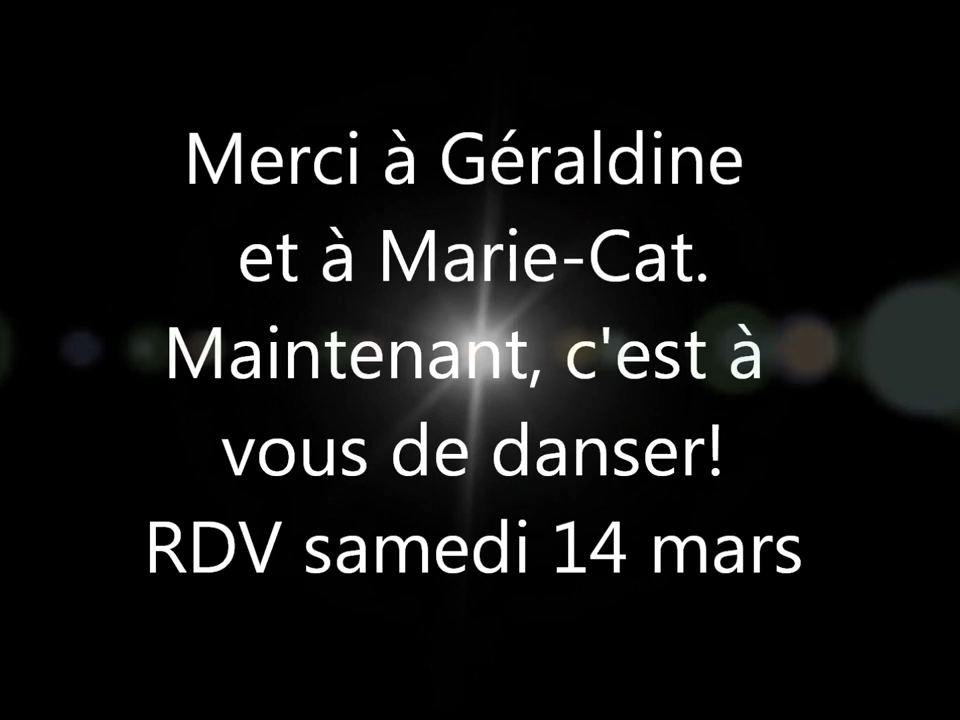 Merci à Géraldine
et à Marie-Cat.
Maintenant, c'est à
vous de danser!
RDV samedi 14 mars